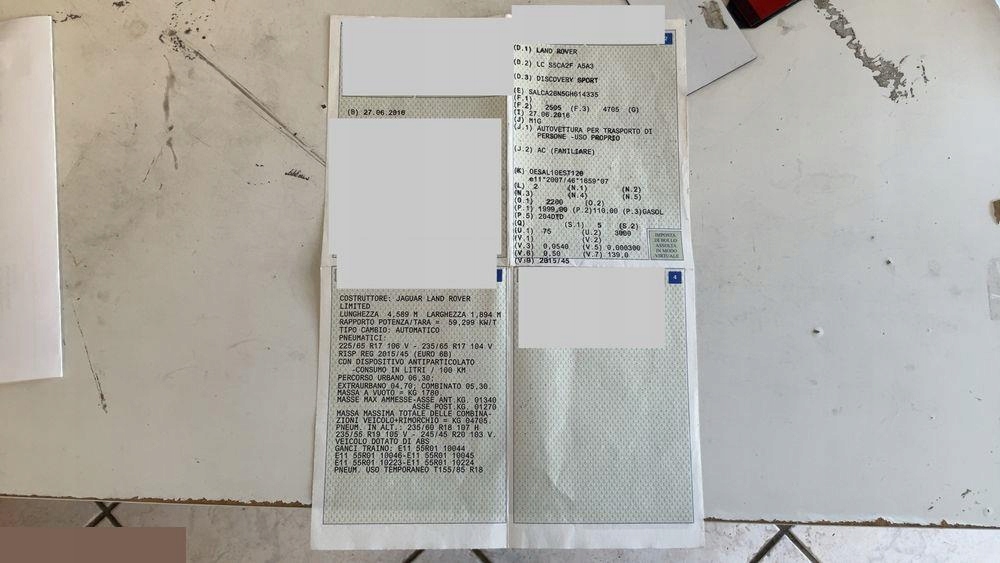 (B) 27.06.2016
(D.1) LAND ROVER
(D.2) LC S5CA2F A5A3
(D.3) DISCOVERY SPORT
(E) SALCA2BN5GH614335
(F.1)
(F.2) 2505 (F.3) 4705 (G)
(I) 27.06.2016
(J) M1G
(J.1) AUTOVETTURA PER TRASPORTO DI
PERSONE -USO PROPRIO
(J.2) AC (FAMILIARE)
(K) OESAL10EST120
e11*2007/46*1659*07
(L) 2 (N.1) (N.2)
(N.3) (N.4) (N.5)
(O.1) 2200 (O.2)
(P.1) 1999,00 (P.2)110,00 (P.3)GASOL
(P.5) 204DTD
(Q) (S.1) 5 (S.2)
(U.1) 75 (U.2) 3000
(V.1) (V.2)
(V.3) 0,0540 (V.5) 0,000300
(V.6) 0,50 (V.7) 139,0
(V.9) 2015/45
IMPOSTA
DI BOLLO
ASSOLTA
IN MODO
VIRTUALE
COSTRUTTORE: JAGUAR LAND ROVER
LIMITED
LUNGHEZZA 4,589 M LARGHEZZA 1,894 M
RAPPORTO POTENZA/TARA = 59,299 KW/T
TIPO CAMBIO: AUTOMATICO
PNEUMATICI:
225/65 R17 106 V - 235/65 R17 104 V
RISP REG 2015/45 (EURO 6B)
CON DISPOSITIVO ANTIPARTICOLATO
-CONSUMO IN LITRI / 100 KM
PERCORSO URBANO 06,30;
EXTRAURBANO 04,70; COMBINATO 05,30.
MASSA A VUOTO = KG 1780.
MASSE MAX AMMESSE-ASSE ANT.KG. 01340
ASSE POST.KG. 01270
MASSA MASSIMA TOTALE DELLE COMBINA-
ZIONI VEICOLO+RIMORCHIO = KG 04705.
PNEUM. IN ALT.: 235/60 R18 107 H
235/55 R19 105 V - 245/45 R20 103 V.
VEICOLO DOTATO DI ABS
GANCI TRAINO: E11 55R01 10044
E11 55R01 10046-E11 55R01 10045
E11 55R01 10223-E11 55R01 10224
PNEUM. USO TEMPORANEO T155/85 R18
4